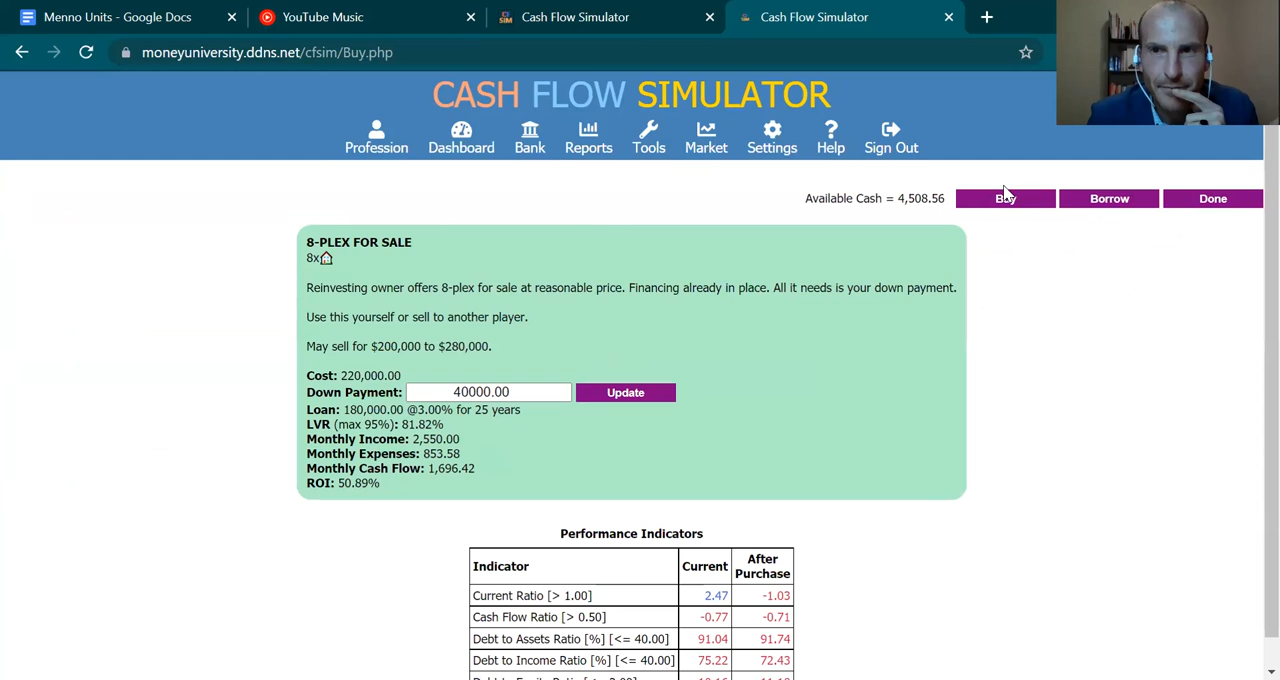 Menno Units - Google Docs
YouTube Music
Cash Flow Simulator
Cash Flow Simulator
moneyuniversity.ddns.net/cfsim/Buy.php
CASH FLOW SIMULATOR
Profession Dashboard Bank Reports Tools Market Settings Help Sign Out
Available Cash = 4,508.56 Buy Borrow Done
8-PLEX FOR SALE
8x
Reinvesting owner offers 8-plex for sale at reasonable price. Financing already in place. All it needs is your down payment.
Use this yourself or sell to another player.
May sell for $200,000 to $280,000.
Cost: 220,000.00
Down Payment: 40000.00 Update
Loan: 180,000.00 @3.00% for 25 years
LVR (max 95%): 81.82%
Monthly Income: 2,550.00
Monthly Expenses: 853.58
Monthly Cash Flow: 1,696.42
ROI: 50.89%
Performance Indicators
Indicator Current After Purchase
Current Ratio [> 1.00] 2.47 -1.03
Cash Flow Ratio [> 0.50] -0.77 -0.71
Debt to Assets Ratio [%] [<= 40.00] 91.04 91.74
Debt to Income Ratio [%] [<= 40.00] 75.22 72.43